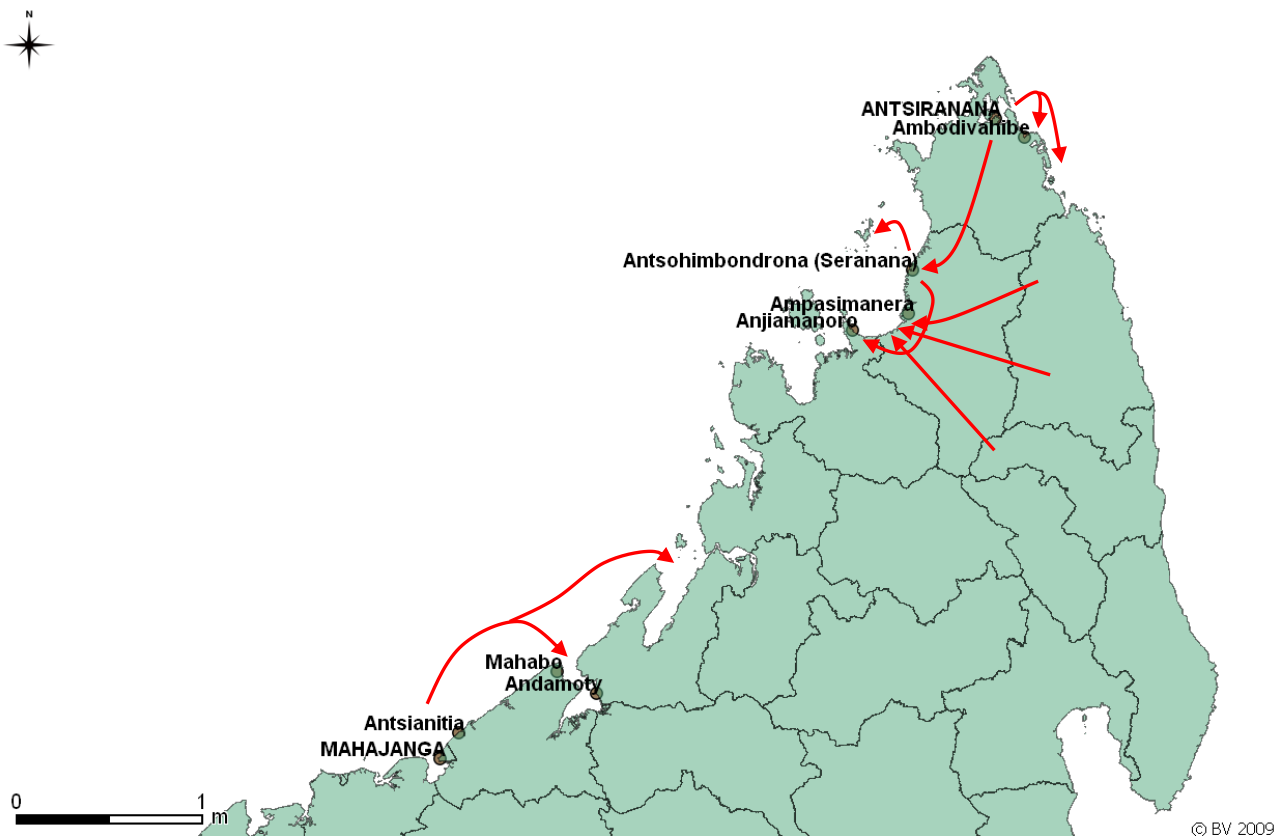 N
ANTSIRANANA
Ambodivahibe
Antsohimbondrona (Seranana)
Ampasimanera
Anjiamanoro
Mahabo
Andamoty
Antsianitia
MAHAJANGA
0 1 m
© BV 2009